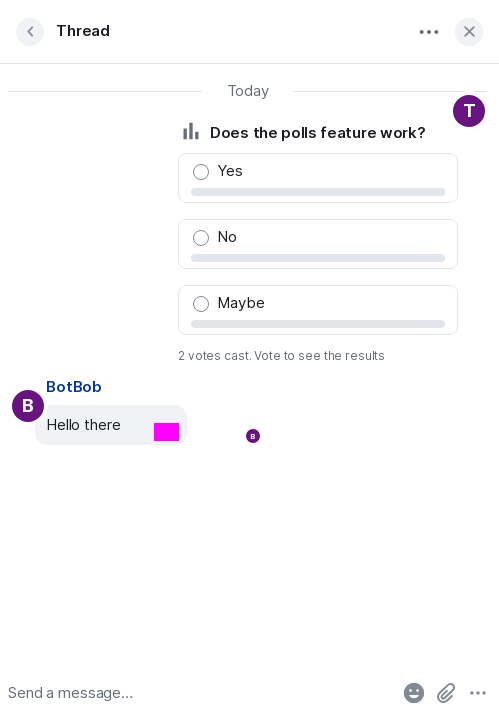 Thread
Today
T
Does the polls feature work?
Yes
No
Maybe
2 votes cast. Vote to see the results
BotBob
B
Hello there
B
Send a message…